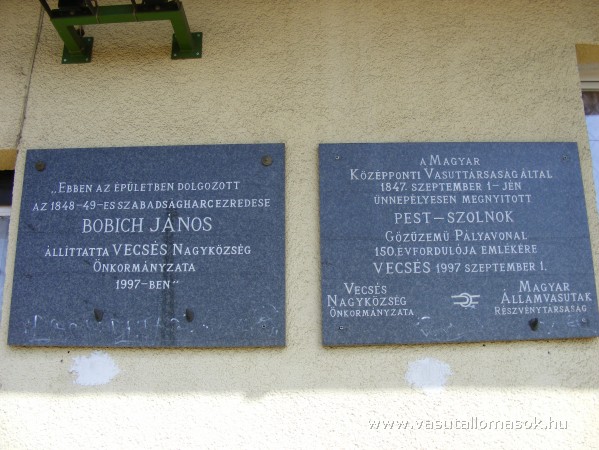 „Ebben az épületben dolgozott
az 1848-49-es szabadságharc ezredese
BOBICH JÁNOS
állíttatta Vecsés Nagyközség
Önkormányzata
1997-ben"
a Magyar
Középponti Vasuttársaság által
1847. szeptember 1-jén
ünnepélyesen megnyitott
PEST-SZOLNOK
Gőzüzemű Pályavonal
150. évfordulója emlékére
Vecsés 1997 szeptember 1.
Vecsés
Nagyközség
Önkormányzata
Magyar
Államvasutak
Részvénytársaság
www.vasutallomasok.hu